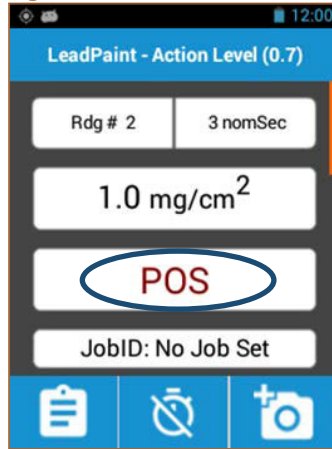 12:00
LeadPaint - Action Level (0.7)
Rdg # 2 3 nomSec
1.0 mg/cm²
POS
JobID: No Job Set